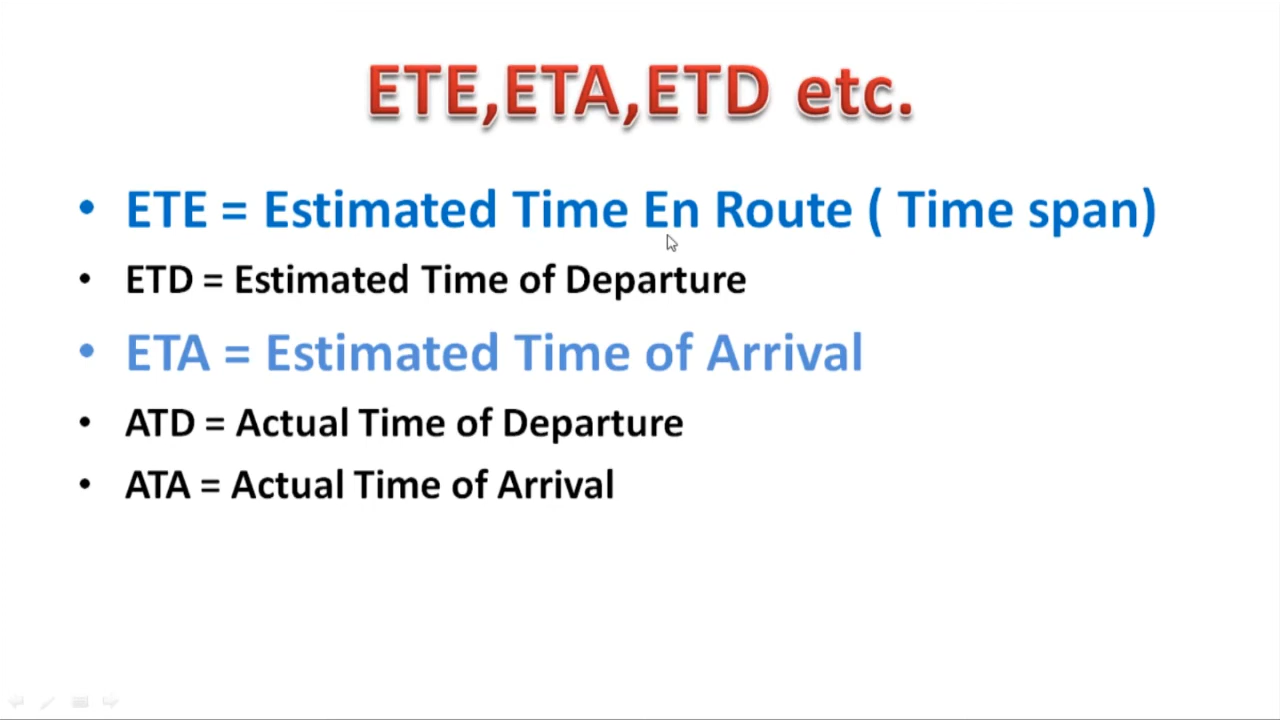 ETE,ETA,ETD etc.
• ETE = Estimated Time En Route ( Time span)
• ETD = Estimated Time of Departure
• ETA = Estimated Time of Arrival
• ATD = Actual Time of Departure
• ATA = Actual Time of Arrival